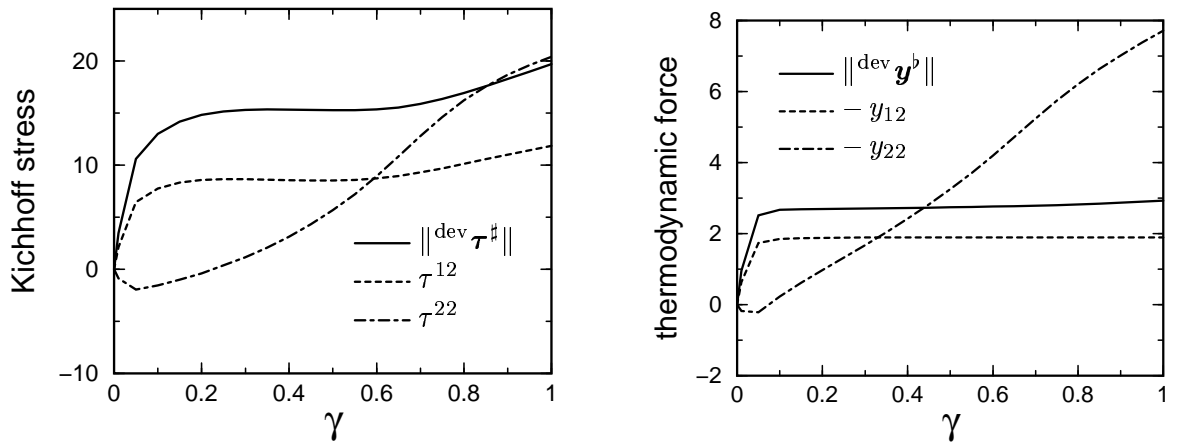 Kichhoff stress
20
10
0
−10
0
0.2
0.4
0.6
0.8
1
γ
‖ᵈᵉᵛ τ♯‖
τ¹²
τ²²
thermodynamic force
8
6
4
2
0
−2
0
0.2
0.4
0.6
0.8
1
γ
‖ᵈᵉᵛ y♭‖
− y₁₂
− y₂₂